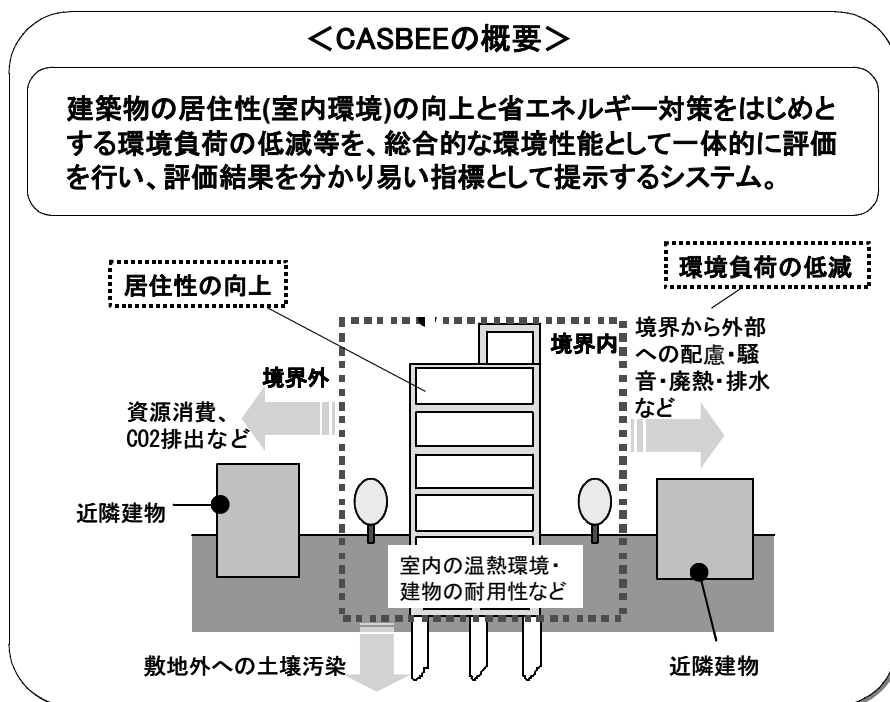 ＜CASBEEの概要＞
建築物の居住性(室内環境)の向上と省エネルギー対策をはじめと
する環境負荷の低減等を、総合的な環境性能として一体的に評価
を行い、評価結果を分かり易い指標として提示するシステム。
居住性の向上
環境負荷の低減
境界内
境界から外部
への配慮・騒
音・廃熱・排水
など
境界外
資源消費、
CO2排出など
近隣建物
室内の温熱環境・
建物の耐用性など
敷地外への土壌汚染
近隣建物